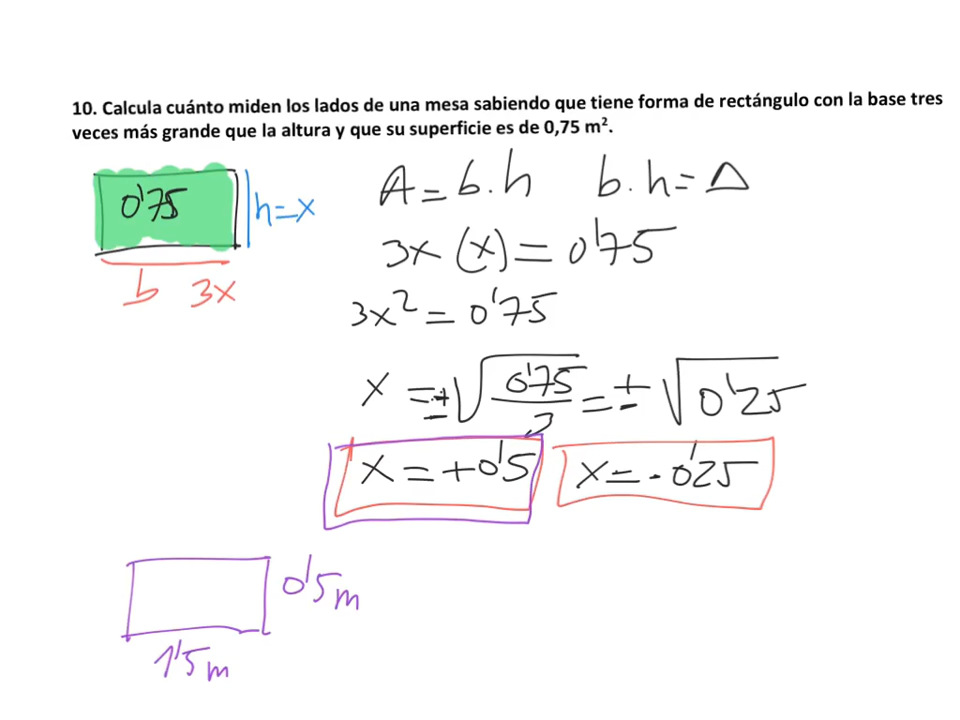 10. Calcula cuánto miden los lados de una mesa sabiendo que tiene forma de rectángulo con la base tres
veces más grande que la altura y que su superficie es de 0,75 m².
0'75
h=x
b 3x
A=b.h b.h=△
3x (x) = 0'75
3x² = 0'75
x = ±√(0'75/3) = ±√0'25
x=+0'5 x=-0'25
0'5m
1'5m